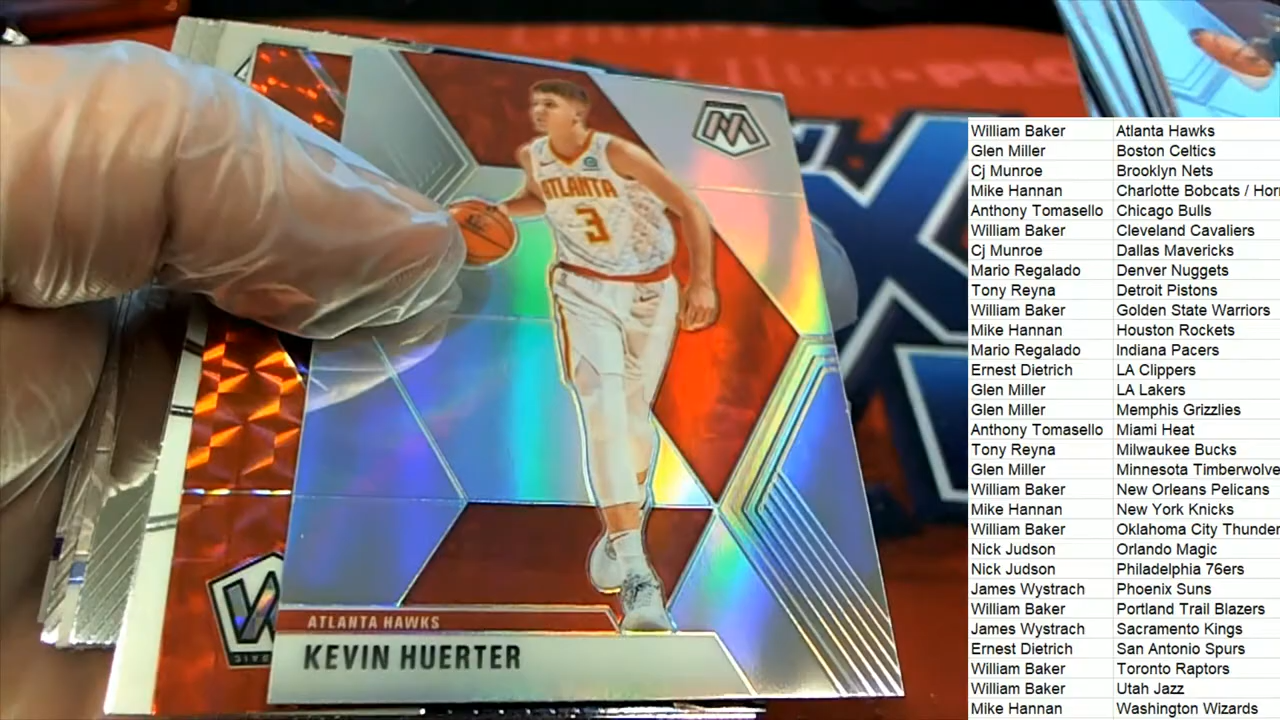 Ultra-PRO
M
ATLANTA
3
ATLANTA HAWKS
KEVIN HUERTER
William Baker Atlanta Hawks
Glen Miller Boston Celtics
Cj Munroe Brooklyn Nets
Mike Hannan Charlotte Bobcats / Horn
Anthony Tomasello Chicago Bulls
William Baker Cleveland Cavaliers
Cj Munroe Dallas Mavericks
Mario Regalado Denver Nuggets
Tony Reyna Detroit Pistons
William Baker Golden State Warriors
Mike Hannan Houston Rockets
Mario Regalado Indiana Pacers
Ernest Dietrich LA Clippers
Glen Miller LA Lakers
Glen Miller Memphis Grizzlies
Anthony Tomasello Miami Heat
Tony Reyna Milwaukee Bucks
Glen Miller Minnesota Timberwolve
William Baker New Orleans Pelicans
Mike Hannan New York Knicks
William Baker Oklahoma City Thunder
Nick Judson Orlando Magic
Nick Judson Philadelphia 76ers
James Wystrach Phoenix Suns
William Baker Portland Trail Blazers
James Wystrach Sacramento Kings
Ernest Dietrich San Antonio Spurs
William Baker Toronto Raptors
William Baker Utah Jazz
Mike Hannan Washington Wizards